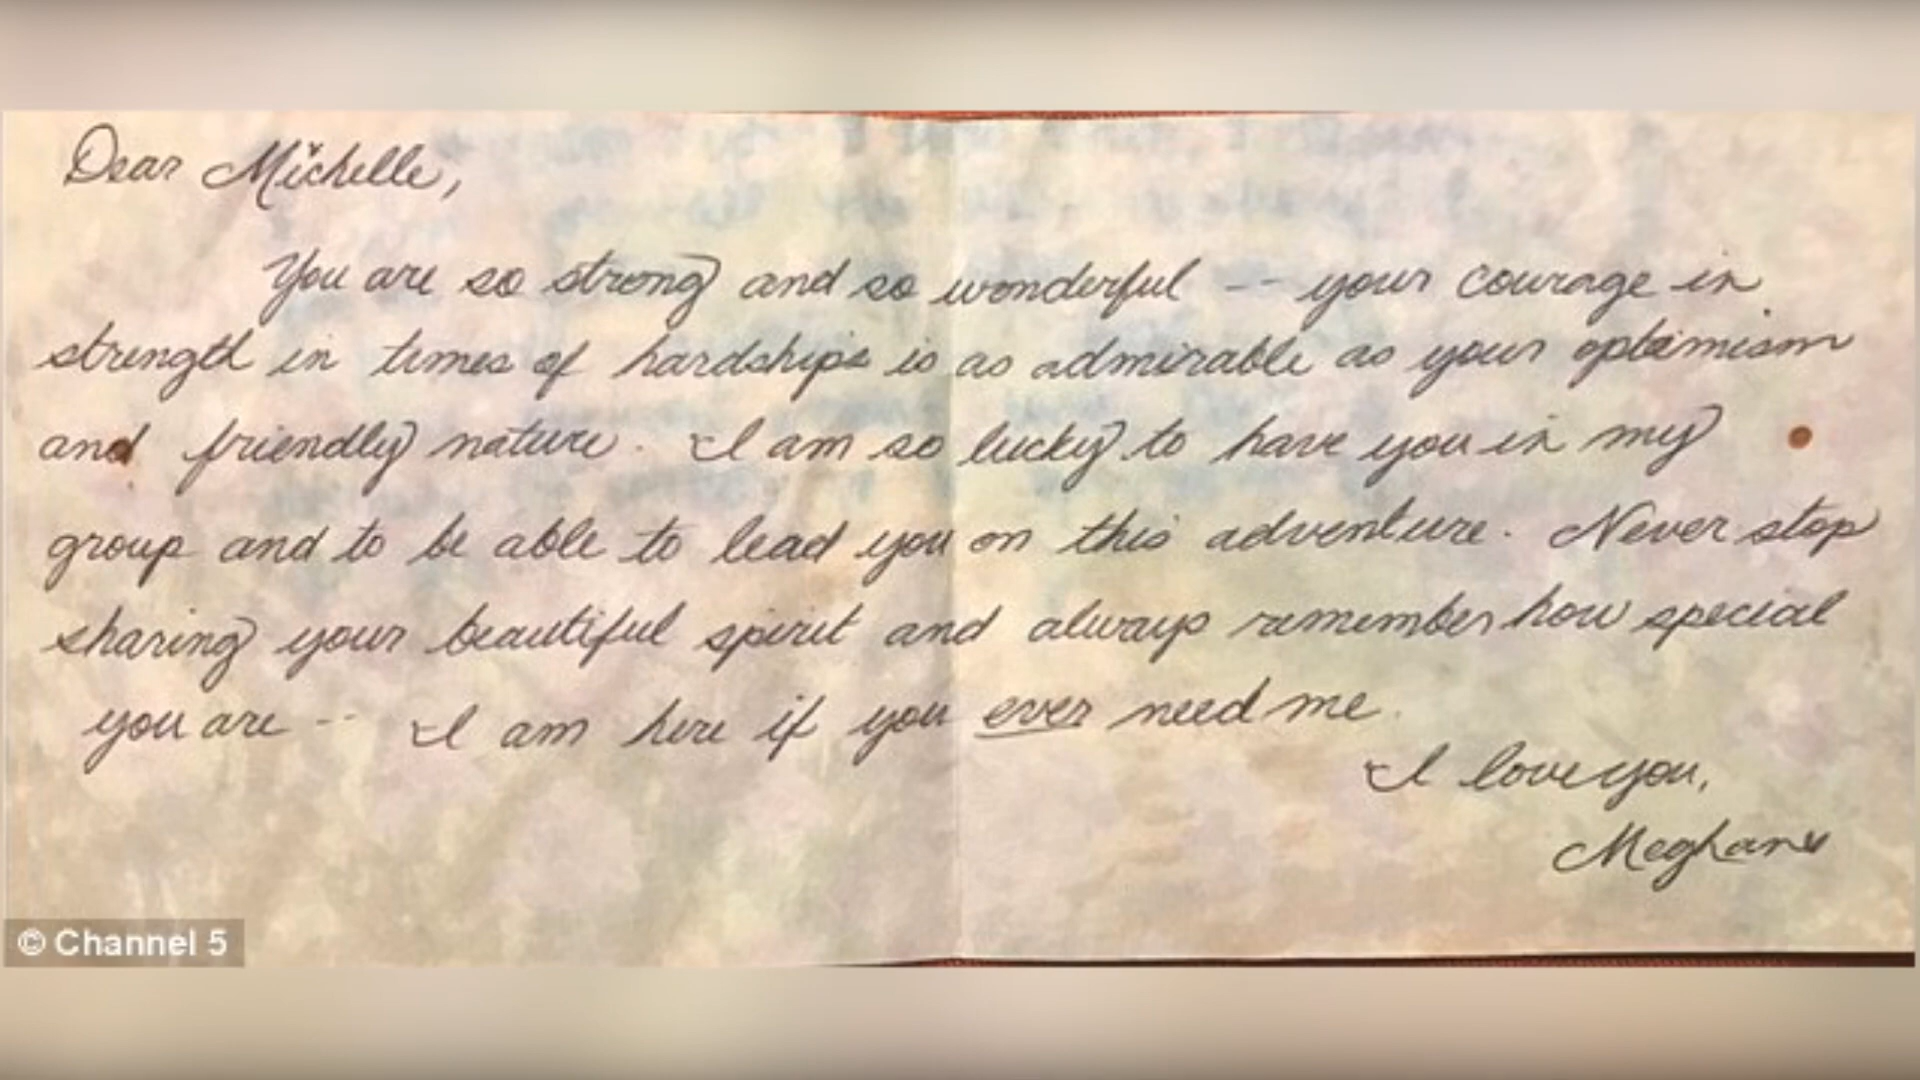 Dear Michelle,
You are so strong and so wonderful -- your courage in
strength in times of hardships is as admirable as your optimism
and friendly nature. I am so lucky to have you in my
group and to be able to lead you on this adventure. Never stop
sharing your beautiful spirit and always remember how special
you are -- I am here if you ever need me.
I love you,
Meghan
© Channel 5